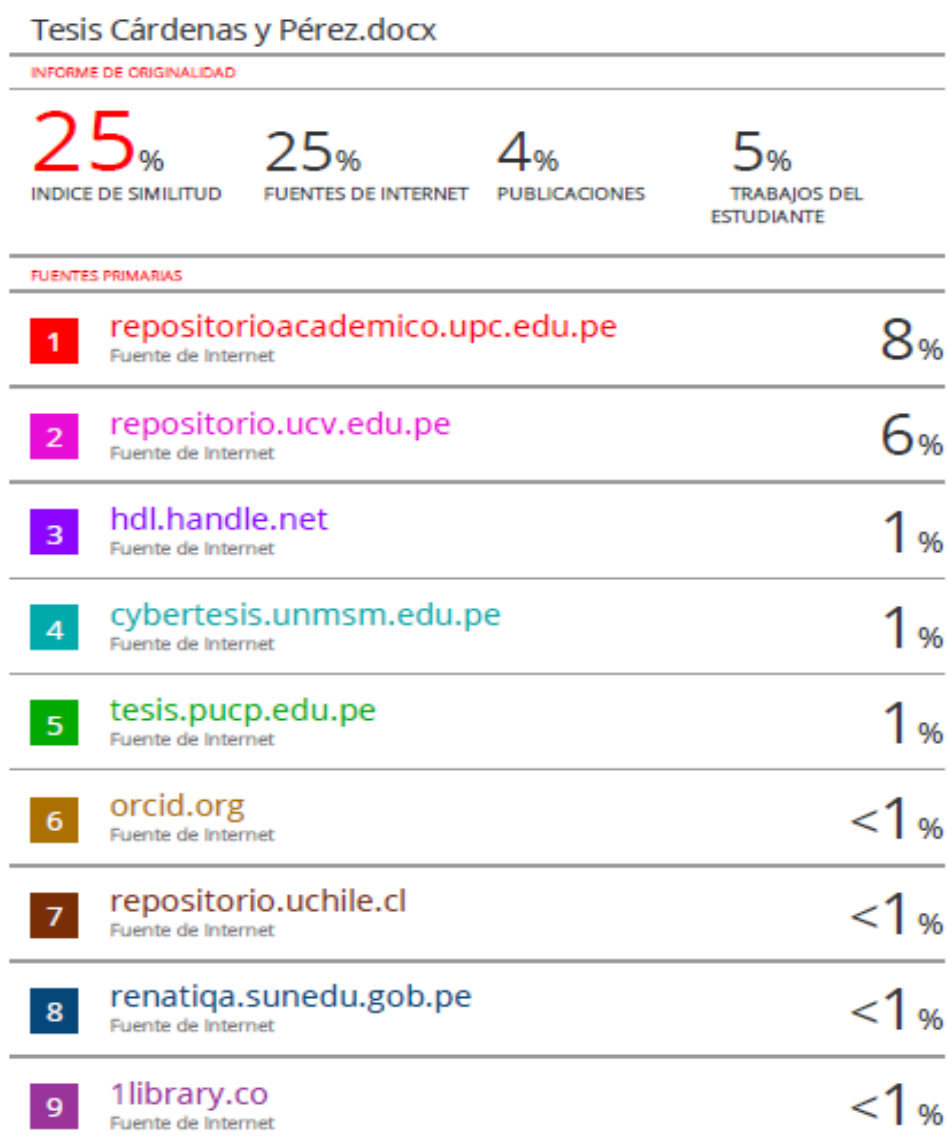 Tesis Cárdenas y Pérez.docx
INFORME DE ORIGINALIDAD
25% 25% 4% 5%
INDICE DE SIMILITUD FUENTES DE INTERNET PUBLICACIONES TRABAJOS DEL
ESTUDIANTE
FUENTES PRIMARIAS
1 repositorioacademico.upc.edu.pe 8%
Fuente de Internet
2 repositorio.ucv.edu.pe 6%
Fuente de Internet
3 hdl.handle.net 1%
Fuente de Internet
4 cybertesis.unmsm.edu.pe 1%
Fuente de Internet
5 tesis.pucp.edu.pe 1%
Fuente de Internet
6 orcid.org <1%
Fuente de Internet
7 repositorio.uchile.cl <1%
Fuente de Internet
8 renatiqa.sunedu.gob.pe <1%
Fuente de Internet
9 1library.co <1%
Fuente de Internet